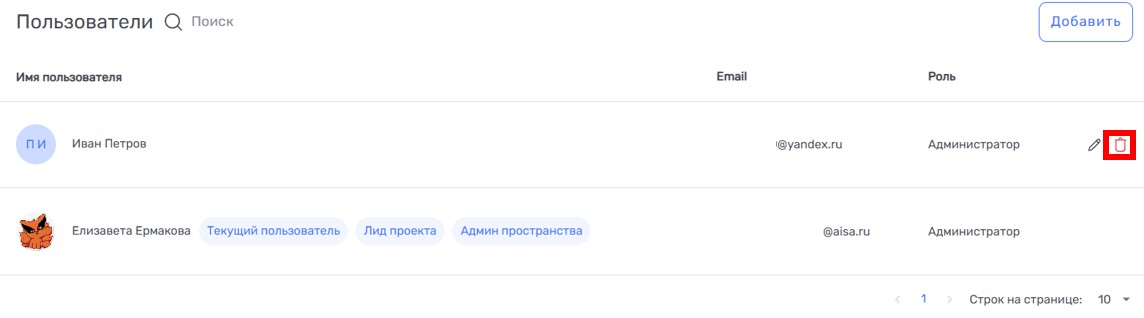 Пользователи Поиск Добавить
Имя пользователя Email Роль
П И Иван Петров @yandex.ru Администратор
Елизавета Ермакова Текущий пользователь Лид проекта Админ пространства @aisa.ru Администратор
1 Строк на странице: 10